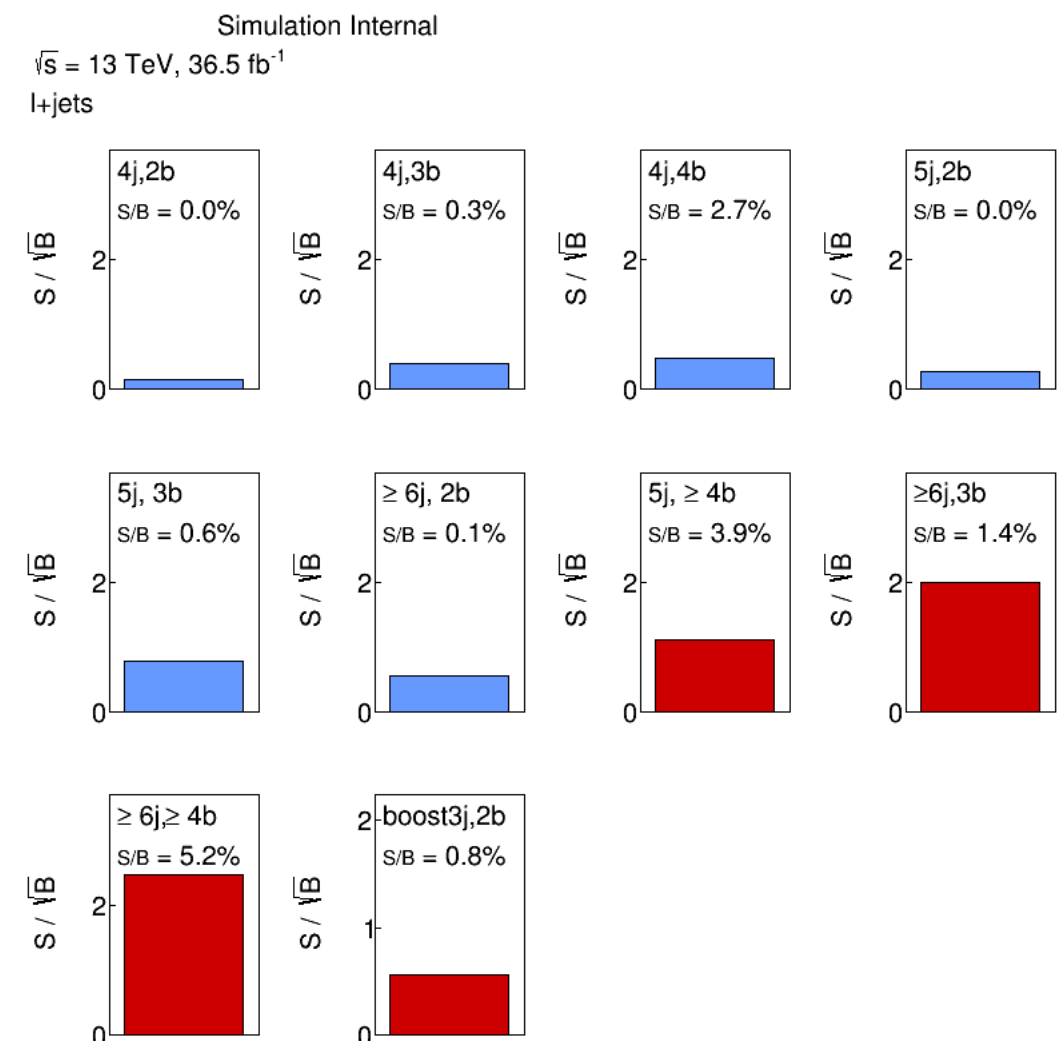 Simulation Internal
√s = 13 TeV, 36.5 fb⁻¹
l+jets
4j,2b
S/B = 0.0%
S / √B
2
0
4j,3b
S/B = 0.3%
S / √B
2
0
4j,4b
S/B = 2.7%
S / √B
2
0
5j,2b
S/B = 0.0%
S / √B
2
0
5j, 3b
S/B = 0.6%
S / √B
2
0
≥ 6j, 2b
S/B = 0.1%
S / √B
2
0
5j, ≥ 4b
S/B = 3.9%
S / √B
2
0
≥6j,3b
S/B = 1.4%
S / √B
2
0
≥ 6j,≥ 4b
S/B = 5.2%
S / √B
2
0
boost3j,2b
S/B = 0.8%
S / √B
2
1
0